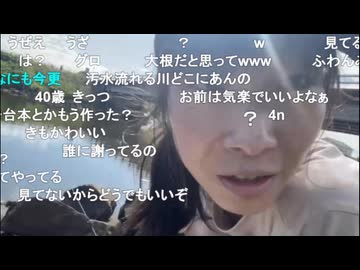 うぜえ うざ ? w 見てる
は? グロ 大根だと思ってwww ふわん
なにも今更 汚水流れる川どこにあんの
40歳 きっつ お前は気楽でいいよなぁ
台本とかもう作った? ? 4n
きもかわいい
誰に謝ってるの
?
てやってる
見てないからどうでもいいぞ